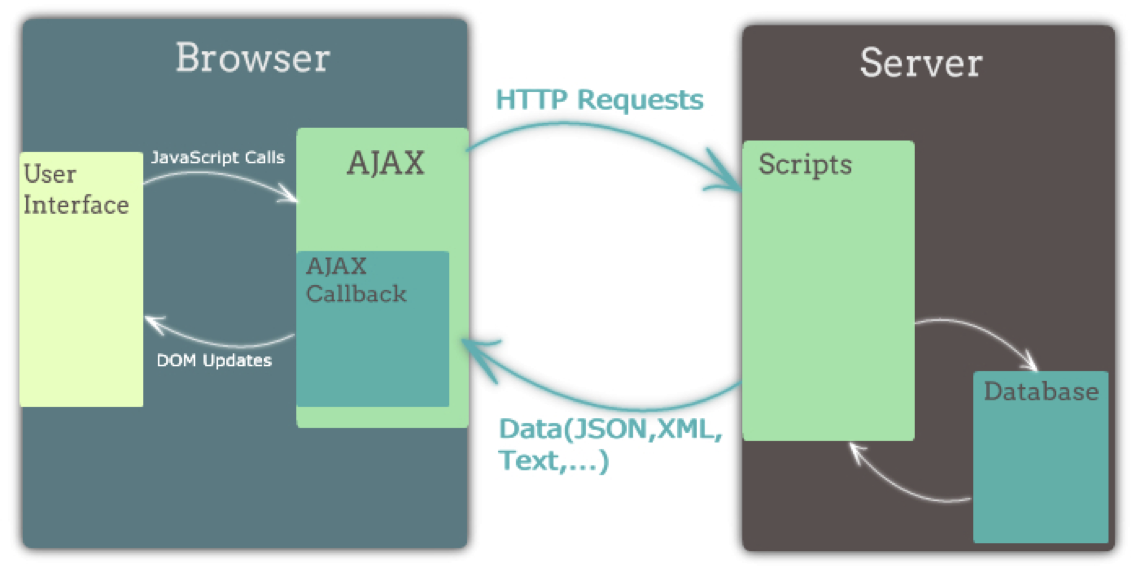 Browser
User
Interface
JavaScript Calls
AJAX
AJAX
Callback
DOM Updates
HTTP Requests
Data(JSON,XML,
Text,...)
Server
Scripts
Database